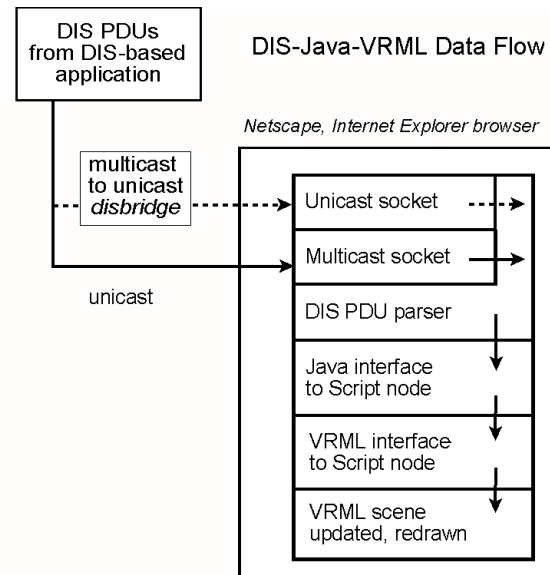 DIS PDUs
from DIS-based
application
DIS-Java-VRML Data Flow
Netscape, Internet Explorer browser
multicast
to unicast
disbridge
unicast
Unicast socket
Multicast socket
DIS PDU parser
Java interface
to Script node
VRML interface
to Script node
VRML scene
updated, redrawn